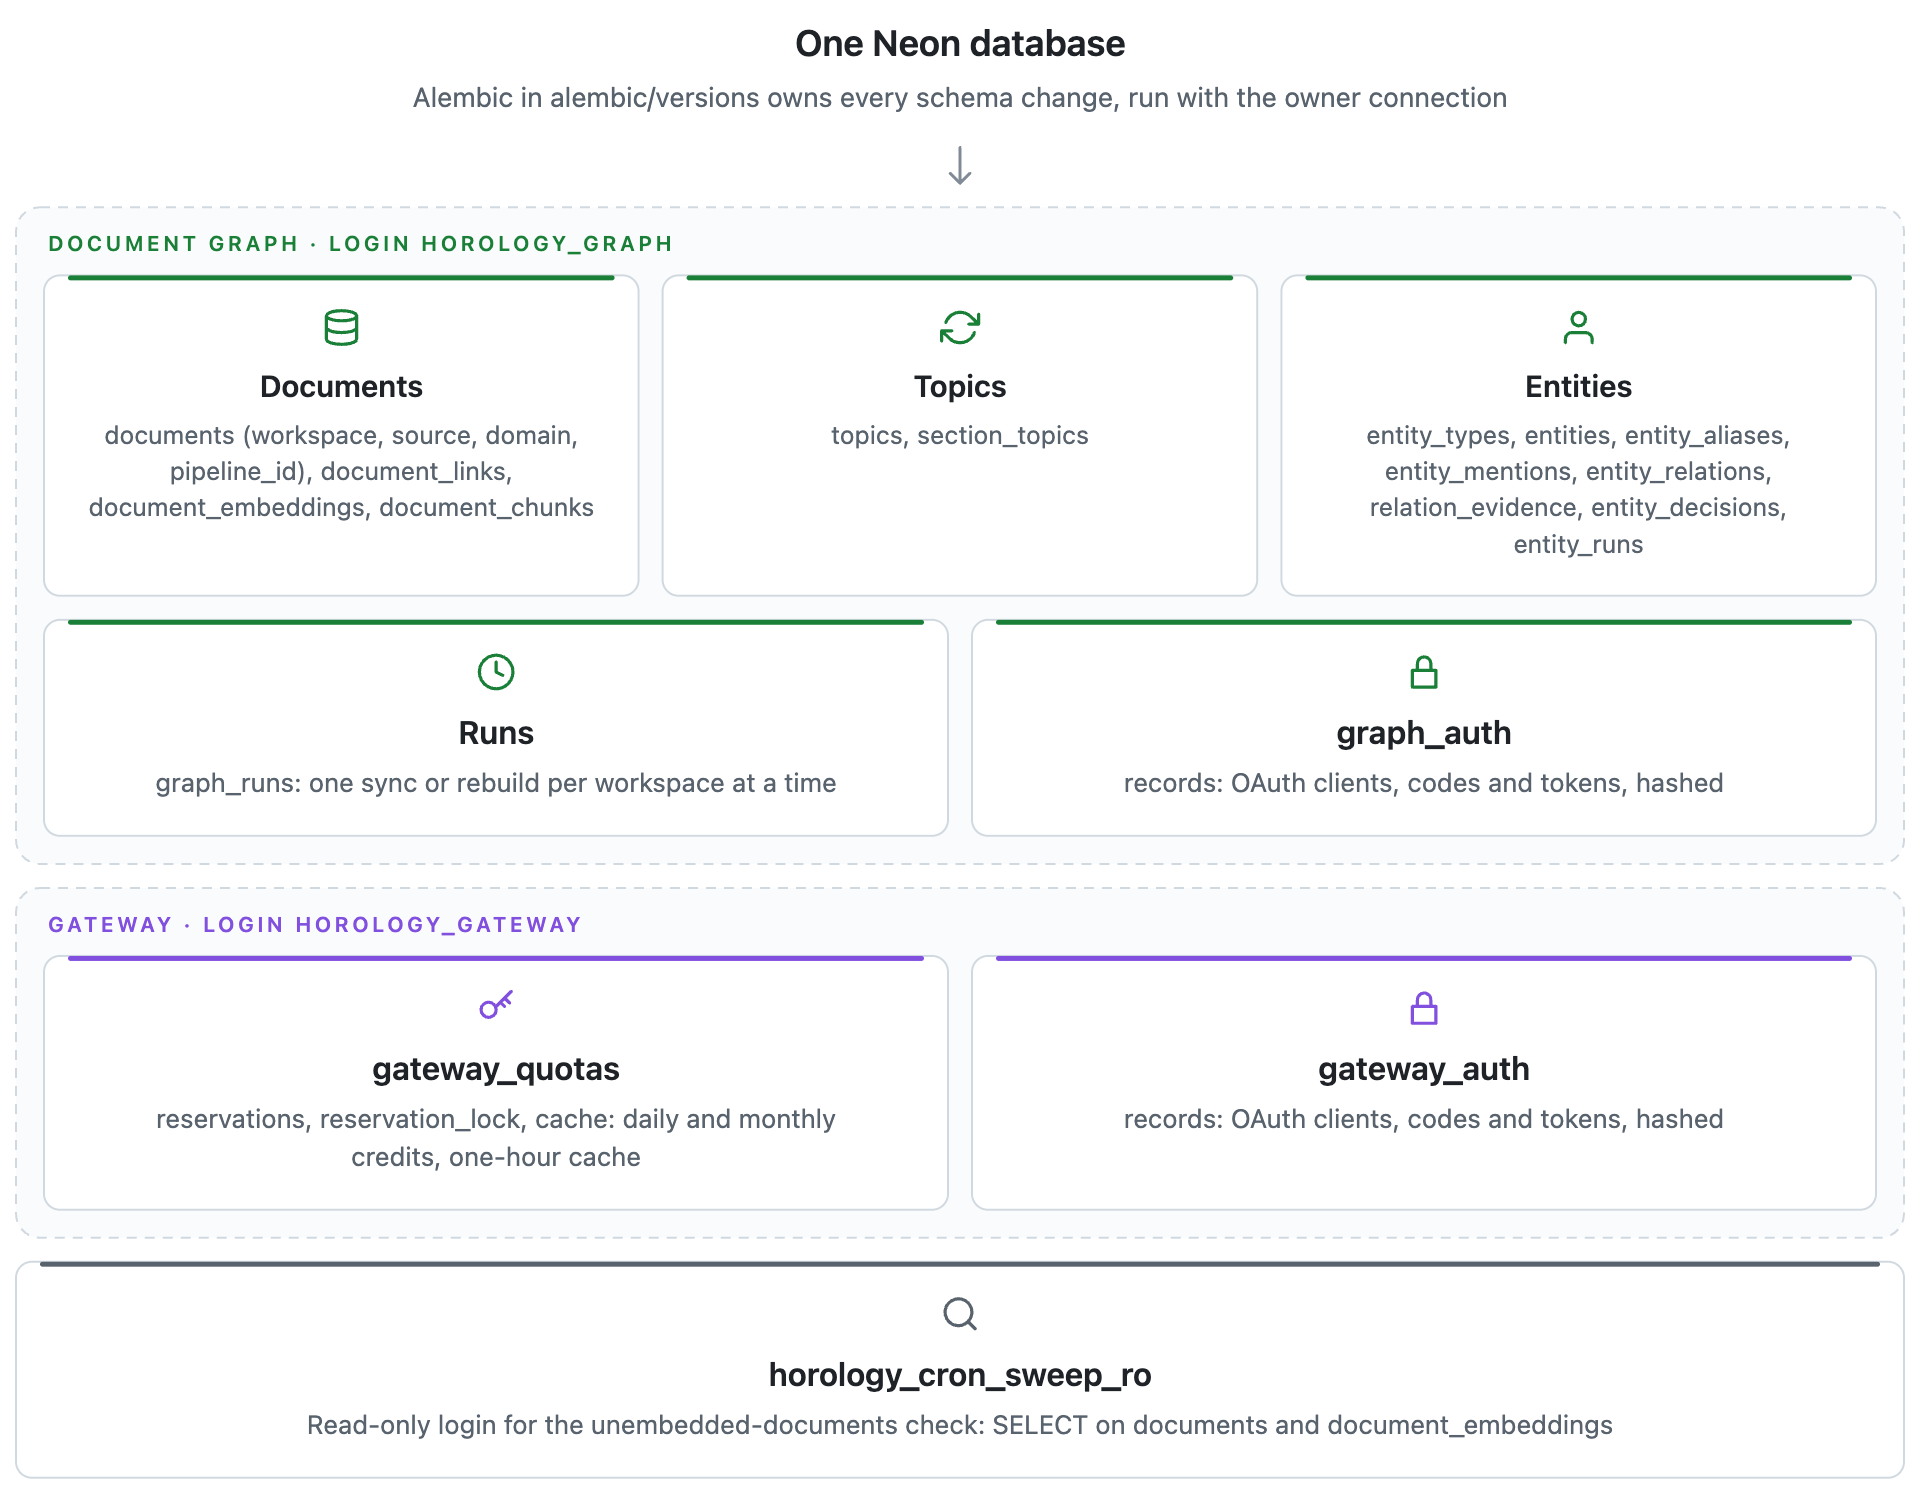 One Neon database
Alembic in alembic/versions owns every schema change, run with the owner connection
DOCUMENT GRAPH · LOGIN HOROLOGY_GRAPH
Documents
documents (workspace, source, domain,
pipeline_id), document_links,
document_embeddings, document_chunks
Topics
topics, section_topics
Entities
entity_types, entities, entity_aliases,
entity_mentions, entity_relations,
relation_evidence, entity_decisions,
entity_runs
Runs
graph_runs: one sync or rebuild per workspace at a time
graph_auth
records: OAuth clients, codes and tokens, hashed
GATEWAY · LOGIN HOROLOGY_GATEWAY
gateway_quotas
reservations, reservation_lock, cache: daily and monthly
credits, one-hour cache
gateway_auth
records: OAuth clients, codes and tokens, hashed
horology_cron_sweep_ro
Read-only login for the unembedded-documents check: SELECT on documents and document_embeddings